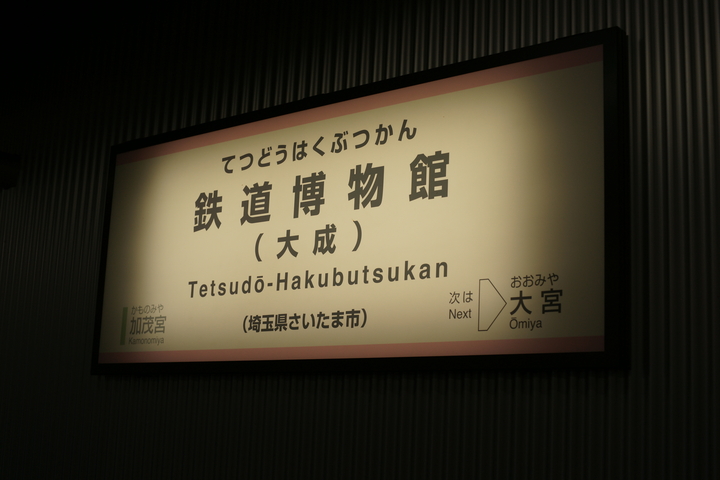 てつどうはくぶつかん
鉄道博物館
(大成)
Tetsudō-Hakubutsukan
(埼玉県さいたま市)
かものみや
加茂宮
Kamonomiya
次は
Next
おおみや
大宮
Ōmiya